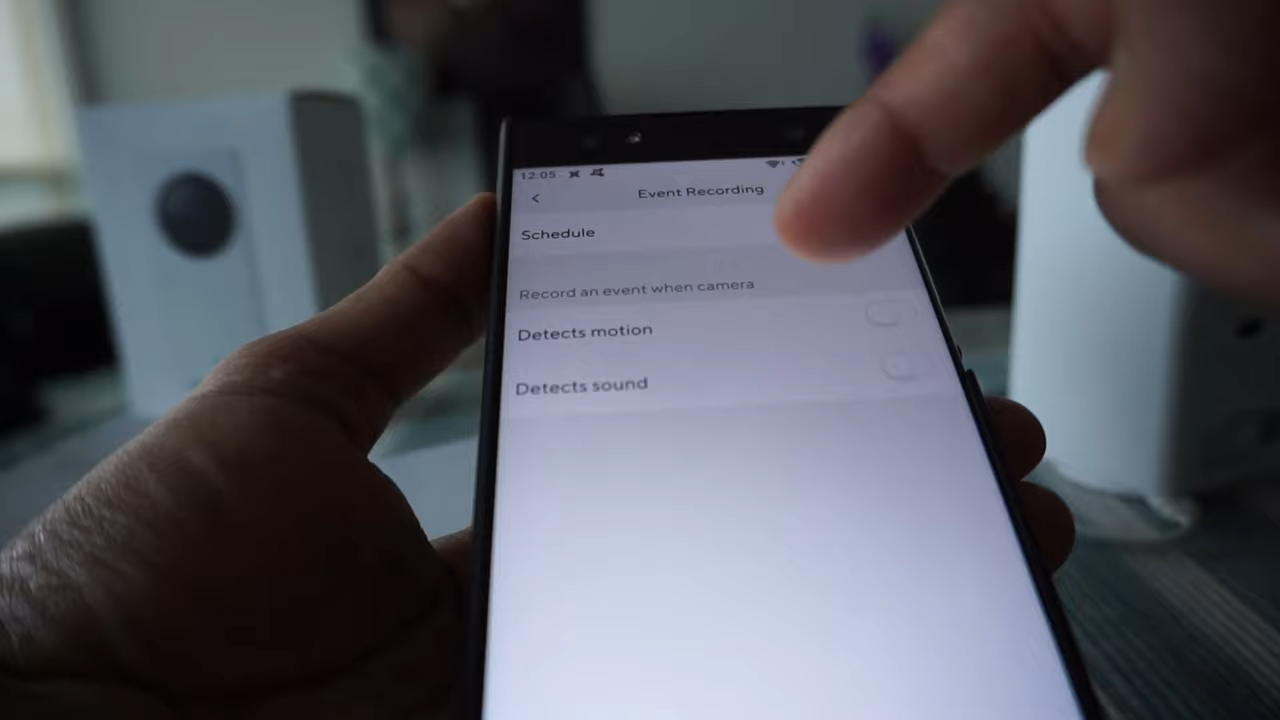 12:05
Event Recording
Schedule
Record an event when camera
Detects motion
Detects sound